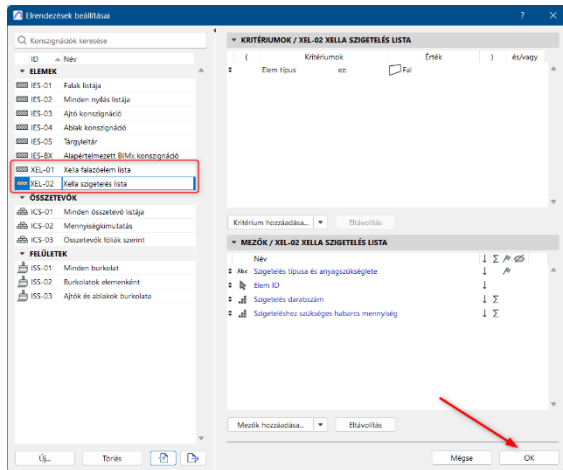 Elrendezések beállításai
? ×
Konszignációk keresése
ID Név
ELEMEK
IES-01 Falak listája
IES-02 Minden nyílás listája
IES-03 Ajtó konszignáció
IES-04 Ablak konszignáció
IES-05 Tárgyleltár
IES-BX Alapértelmezett BIMx konszignáció
XEL-01 Xella falazóelem lista
XEL-02 Xella szigetelés lista
ÖSSZETEVŐK
ICS-01 Minden összetevő listája
ICS-02 Mennyiségkimutatás
ICS-03 Összetevők fóliák szerint
FELÜLETEK
ISS-01 Minden burkolat
ISS-02 Burkolatok elemenként
ISS-03 Ajtók és ablakok burkolata
Új...
Törlés
KRITÉRIUMOK / XEL-02 XELLA SZIGETELÉS LISTA
( Kritériumok Érték ) és/vagy
Elem típus ez: Fal
Kritérium hozzáadása...
Eltávolítás
MEZŐK / XEL-02 XELLA SZIGETELÉS LISTA
Név
Abc Szigetelés típusa és anyagszükséglete
Elem ID
Szigetelés darabszám
Szigeteléshez szükséges habarcs mennyiség
Mezők hozzáadása...
Eltávolítás
Mégse
OK